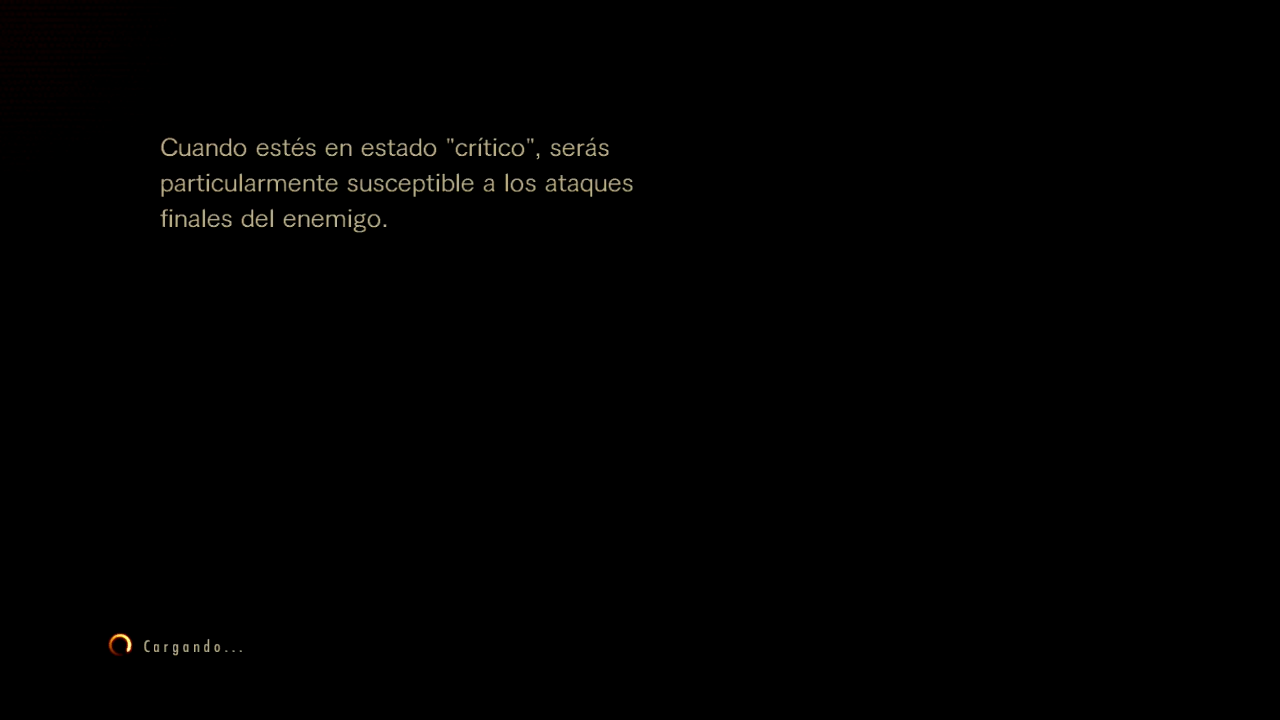 Cuando estés en estado "crítico", serás
particularmente susceptible a los ataques
finales del enemigo.
Cargando...